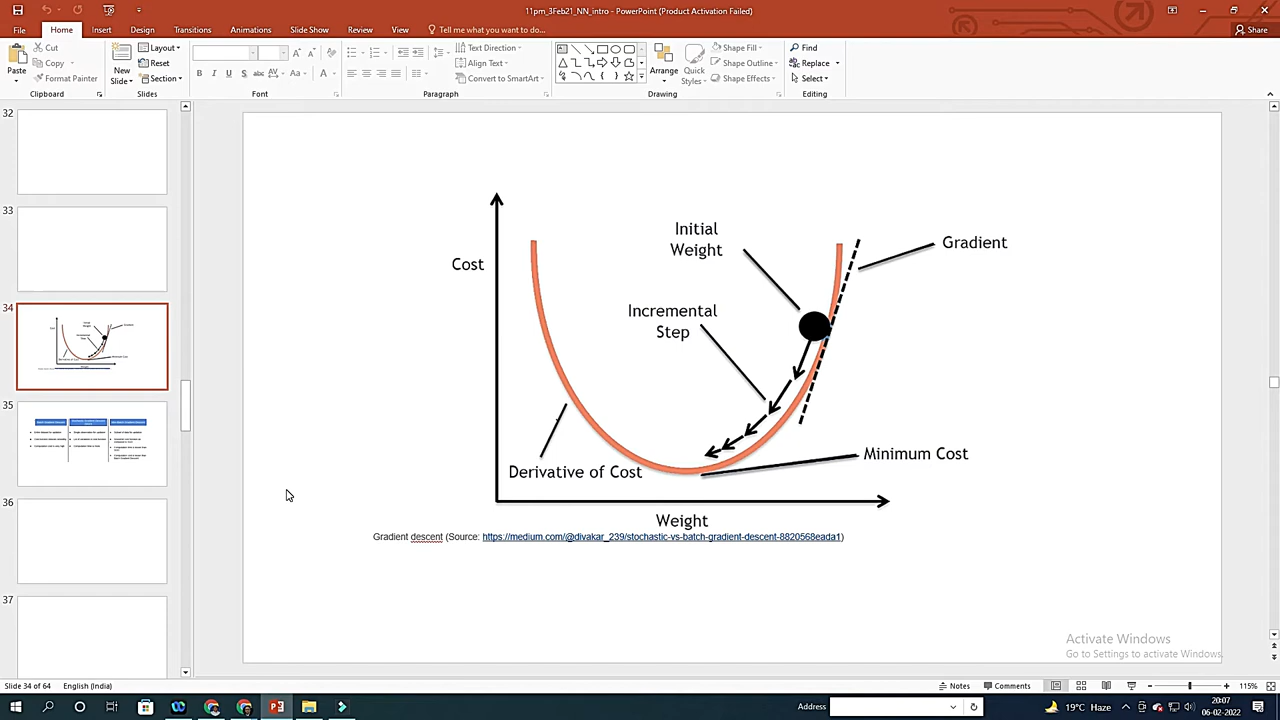 11pm_3Feb21_NN_intro - PowerPoint (Product Activation Failed)
File Home Insert Design Transitions Animations Slide Show Review View Tell me what you want to do... Share
Paste
Cut
Copy
Format Painter
Clipboard
New Slide
Layout
Reset
Section
Slides
B I U S abc AV Aa A
Font
Text Direction
Align Text
Convert to SmartArt
Paragraph
Arrange
Quick Styles
Shape Fill
Shape Outline
Shape Effects
Drawing
Find
Replace
Select
Editing
32
33
34
35
36
37
Cost
Initial
Weight
Gradient
Incremental
Step
Derivative of Cost
Minimum Cost
Weight
Gradient descent (Source: https://medium.com/@divakar_239/stochastic-vs-batch-gradient-descent-8820568eada1)
Activate Windows
Go to Settings to activate Windows.
Slide 34 of 64 English (India) Notes Comments 115%
Address 19°C Haze 20:07
06-02-2022